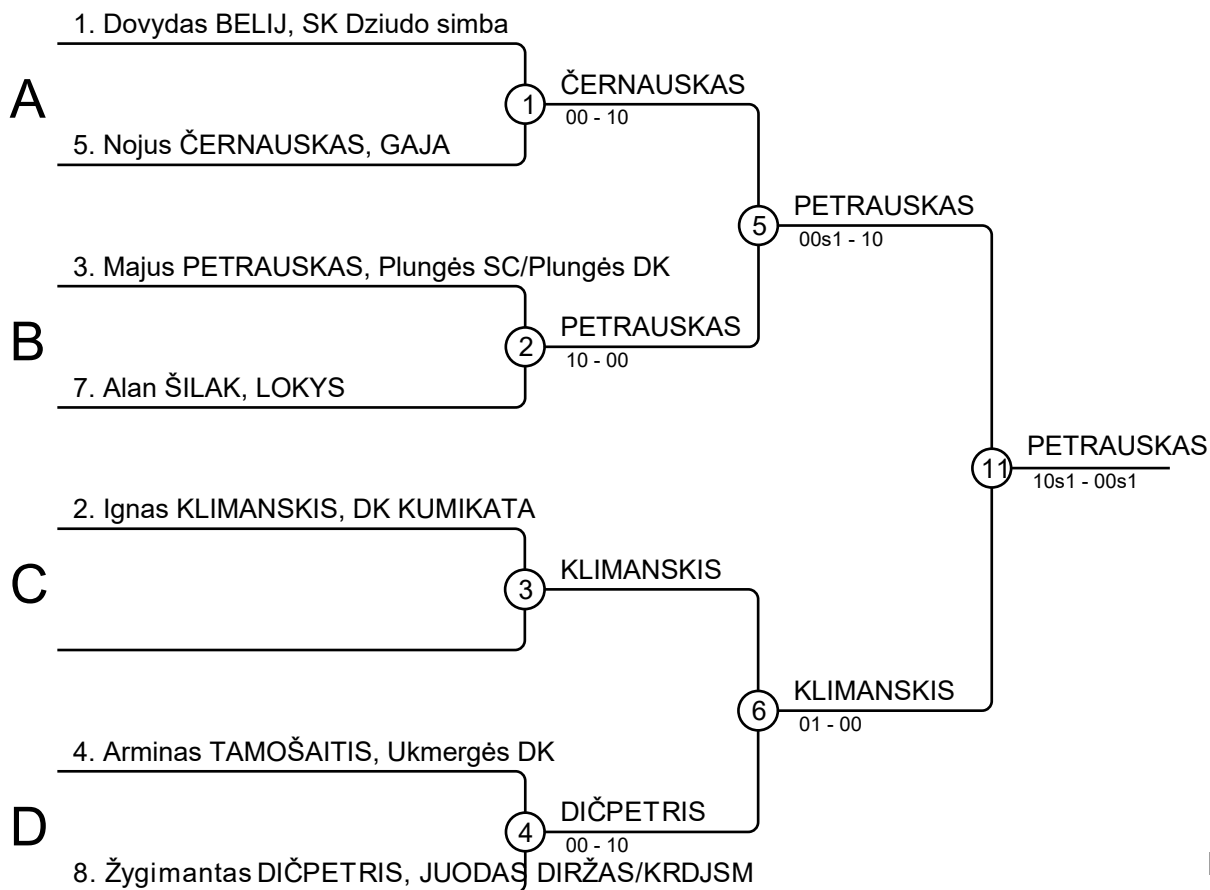 1. Dovydas BELIJ, SK Dziudo simba
A
1
ČERNAUSKAS
00 - 10
5. Nojus ČERNAUSKAS, GAJA
5
PETRAUSKAS
00s1 - 10
3. Majus PETRAUSKAS, Plungės SC/Plungės DK
B
2
PETRAUSKAS
10 - 00
7. Alan ŠILAK, LOKYS
11
PETRAUSKAS
10s1 - 00s1
2. Ignas KLIMANSKIS, DK KUMIKATA
C
3
KLIMANSKIS
6
KLIMANSKIS
01 - 00
4. Arminas TAMOŠAITIS, Ukmergės DK
D
4
DIČPETRIS
00 - 10
8. Žygimantas DIČPETRIS, JUODAS DIRŽAS/KRDJSM